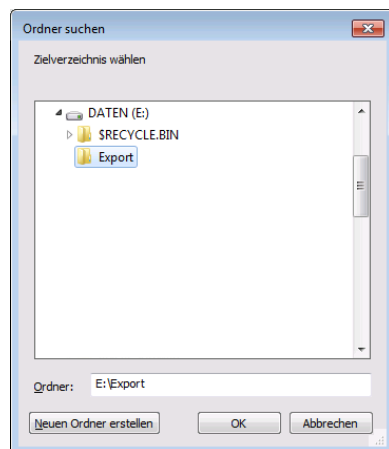 Ordner suchen
Zielverzeichnis wählen
DATEN (E:)
$RECYCLE.BIN
Export
Ordner: E:\Export
Neuen Ordner erstellen OK Abbrechen